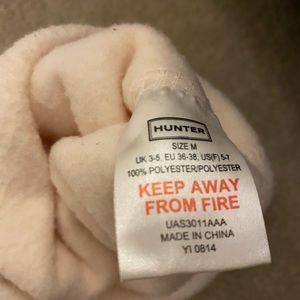 HUNTER
SIZE M
UK 3-5, EU 36-38, US(F) 5-7
100% POLYESTER/POLYESTER
KEEP AWAY
FROM FIRE
UAS3011AAA
MADE IN CHINA
YI 0814